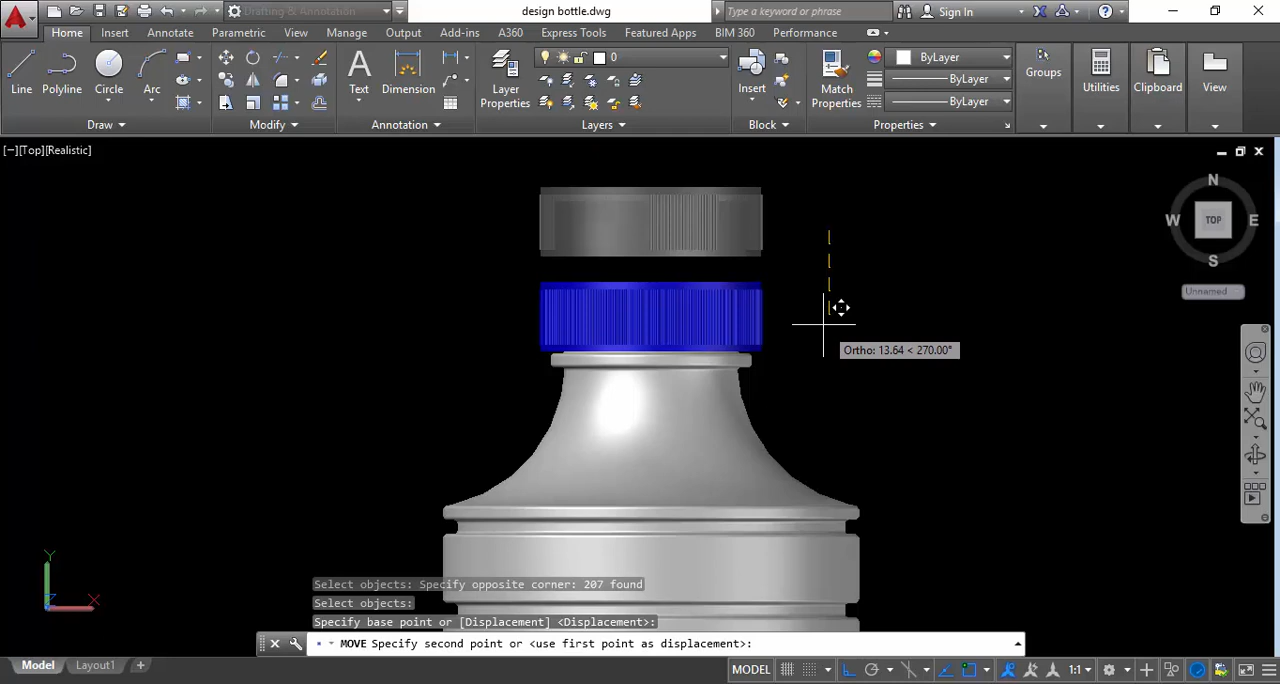 Drafting & Annotation
design bottle.dwg
Type a keyword or phrase
Sign In
Home Insert Annotate Parametric View Manage Output Add-ins A360 Express Tools Featured Apps BIM 360 Performance
0
ByLayer
ByLayer
ByLayer
Line Polyline Circle Arc Text Dimension Layer Properties Insert Match Properties Groups Utilities Clipboard View
Draw Modify Annotation Layers Block Properties
[−][Top][Realistic]
N
W TOP E
S
Unnamed
Ortho: 13.64 < 270.00°
Y
X
Select objects: Specify opposite corner: 207 found
Select objects:
Specify base point or [Displacement] <Displacement>:
MOVE Specify second point or <use first point as displacement>:
Model Layout1 +
MODEL 1:1